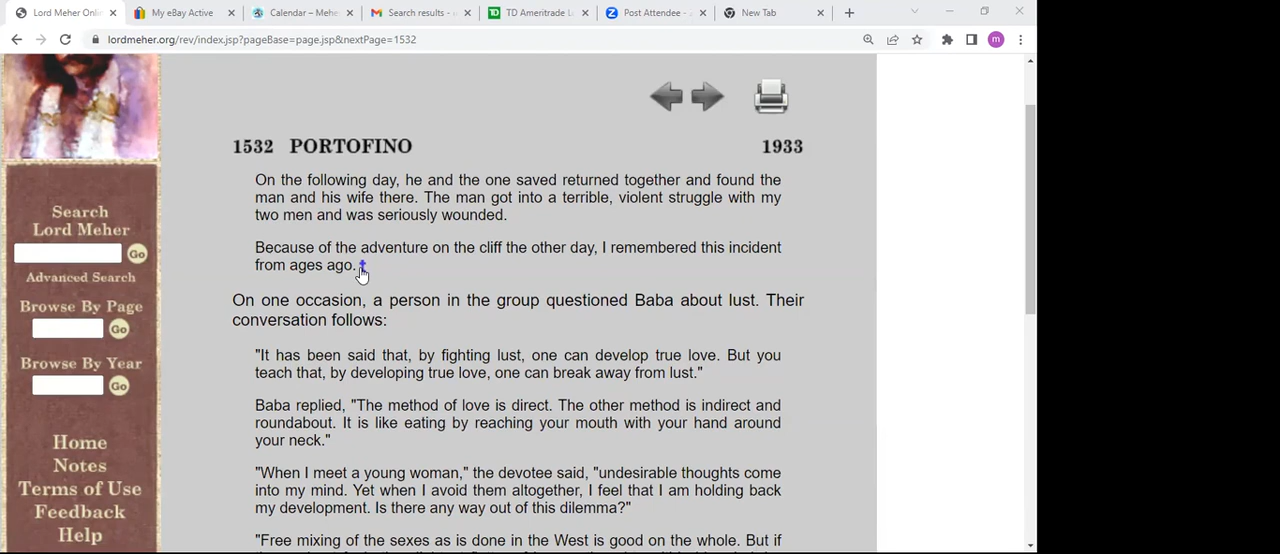 Lord Meher Onli
My eBay Active
Calendar – Mehe
Search results -
TD Ameritrade
Post Attendee -
New Tab
lordmeher.org/rev/index.jsp?pageBase=page.jsp&nextPage=1532
m
1532 PORTOFINO 1933
On the following day, he and the one saved returned together and found the
man and his wife there. The man got into a terrible, violent struggle with my
two men and was seriously wounded.
Because of the adventure on the cliff the other day, I remembered this incident
from ages ago.
On one occasion, a person in the group questioned Baba about lust. Their
conversation follows:
"It has been said that, by fighting lust, one can develop true love. But you
teach that, by developing true love, one can break away from lust."
Baba replied, "The method of love is direct. The other method is indirect and
roundabout. It is like eating by reaching your mouth with your hand around
your neck."
"When I meet a young woman," the devotee said, "undesirable thoughts come
into my mind. Yet when I avoid them altogether, I feel that I am holding back
my development. Is there any way out of this dilemma?"
"Free mixing of the sexes as is done in the West is good on the whole. But if
Search
Lord Meher
Go
Advanced Search
Browse By Page
Go
Browse By Year
Go
Home
Notes
Terms of Use
Feedback
Help